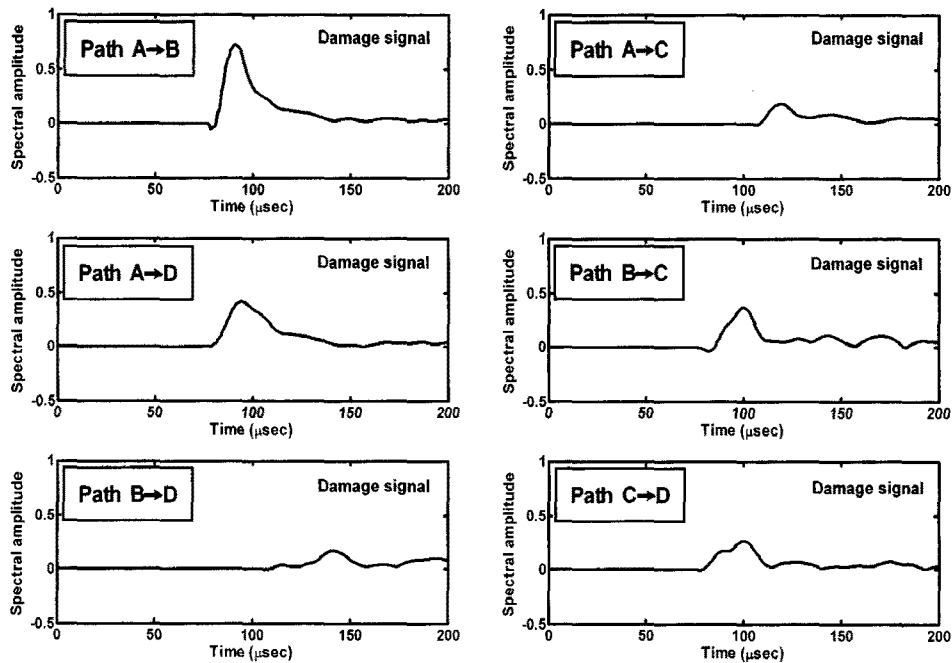 Spectral amplitude
1
0.5
0
-0.5
Path A→B
Damage signal
0 50 100 150 200
Time (μsec)
Spectral amplitude
1
0.5
0
-0.5
Path A→C
Damage signal
0 50 100 150 200
Time (μsec)
Spectral amplitude
1
0.5
0
-0.5
Path A→D
Damage signal
0 50 100 150 200
Time (μsec)
Spectral amplitude
1
0.5
0
-0.5
Path B→C
Damage signal
0 50 100 150 200
Time (μsec)
Spectral amplitude
1
0.5
0
-0.5
Path B→D
Damage signal
0 50 100 150 200
Time (μsec)
Spectral amplitude
1
0.5
0
-0.5
Path C→D
Damage signal
0 50 100 150 200
Time (μsec)